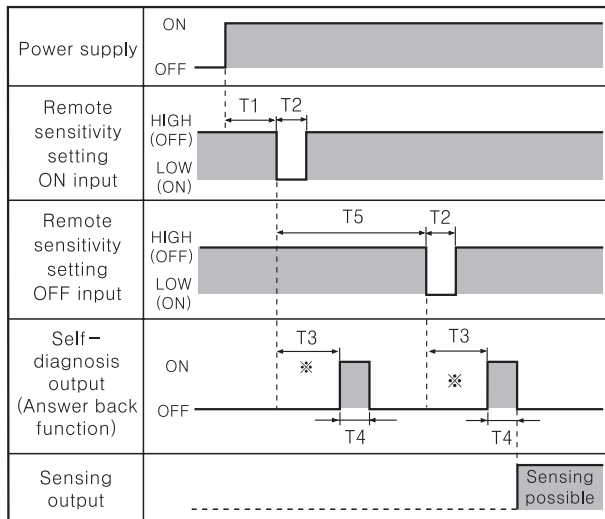 Power supply
ON
OFF
Remote
sensitivity
setting
ON input
HIGH
(OFF)
LOW
(ON)
T1
T2
Remote
sensitivity
setting
OFF input
HIGH
(OFF)
LOW
(ON)
T5
T2
Self-
diagnosis
output
(Answer back
function)
ON
OFF
T3
※
T4
T3
※
T4
Sensing
output
Sensing
possible